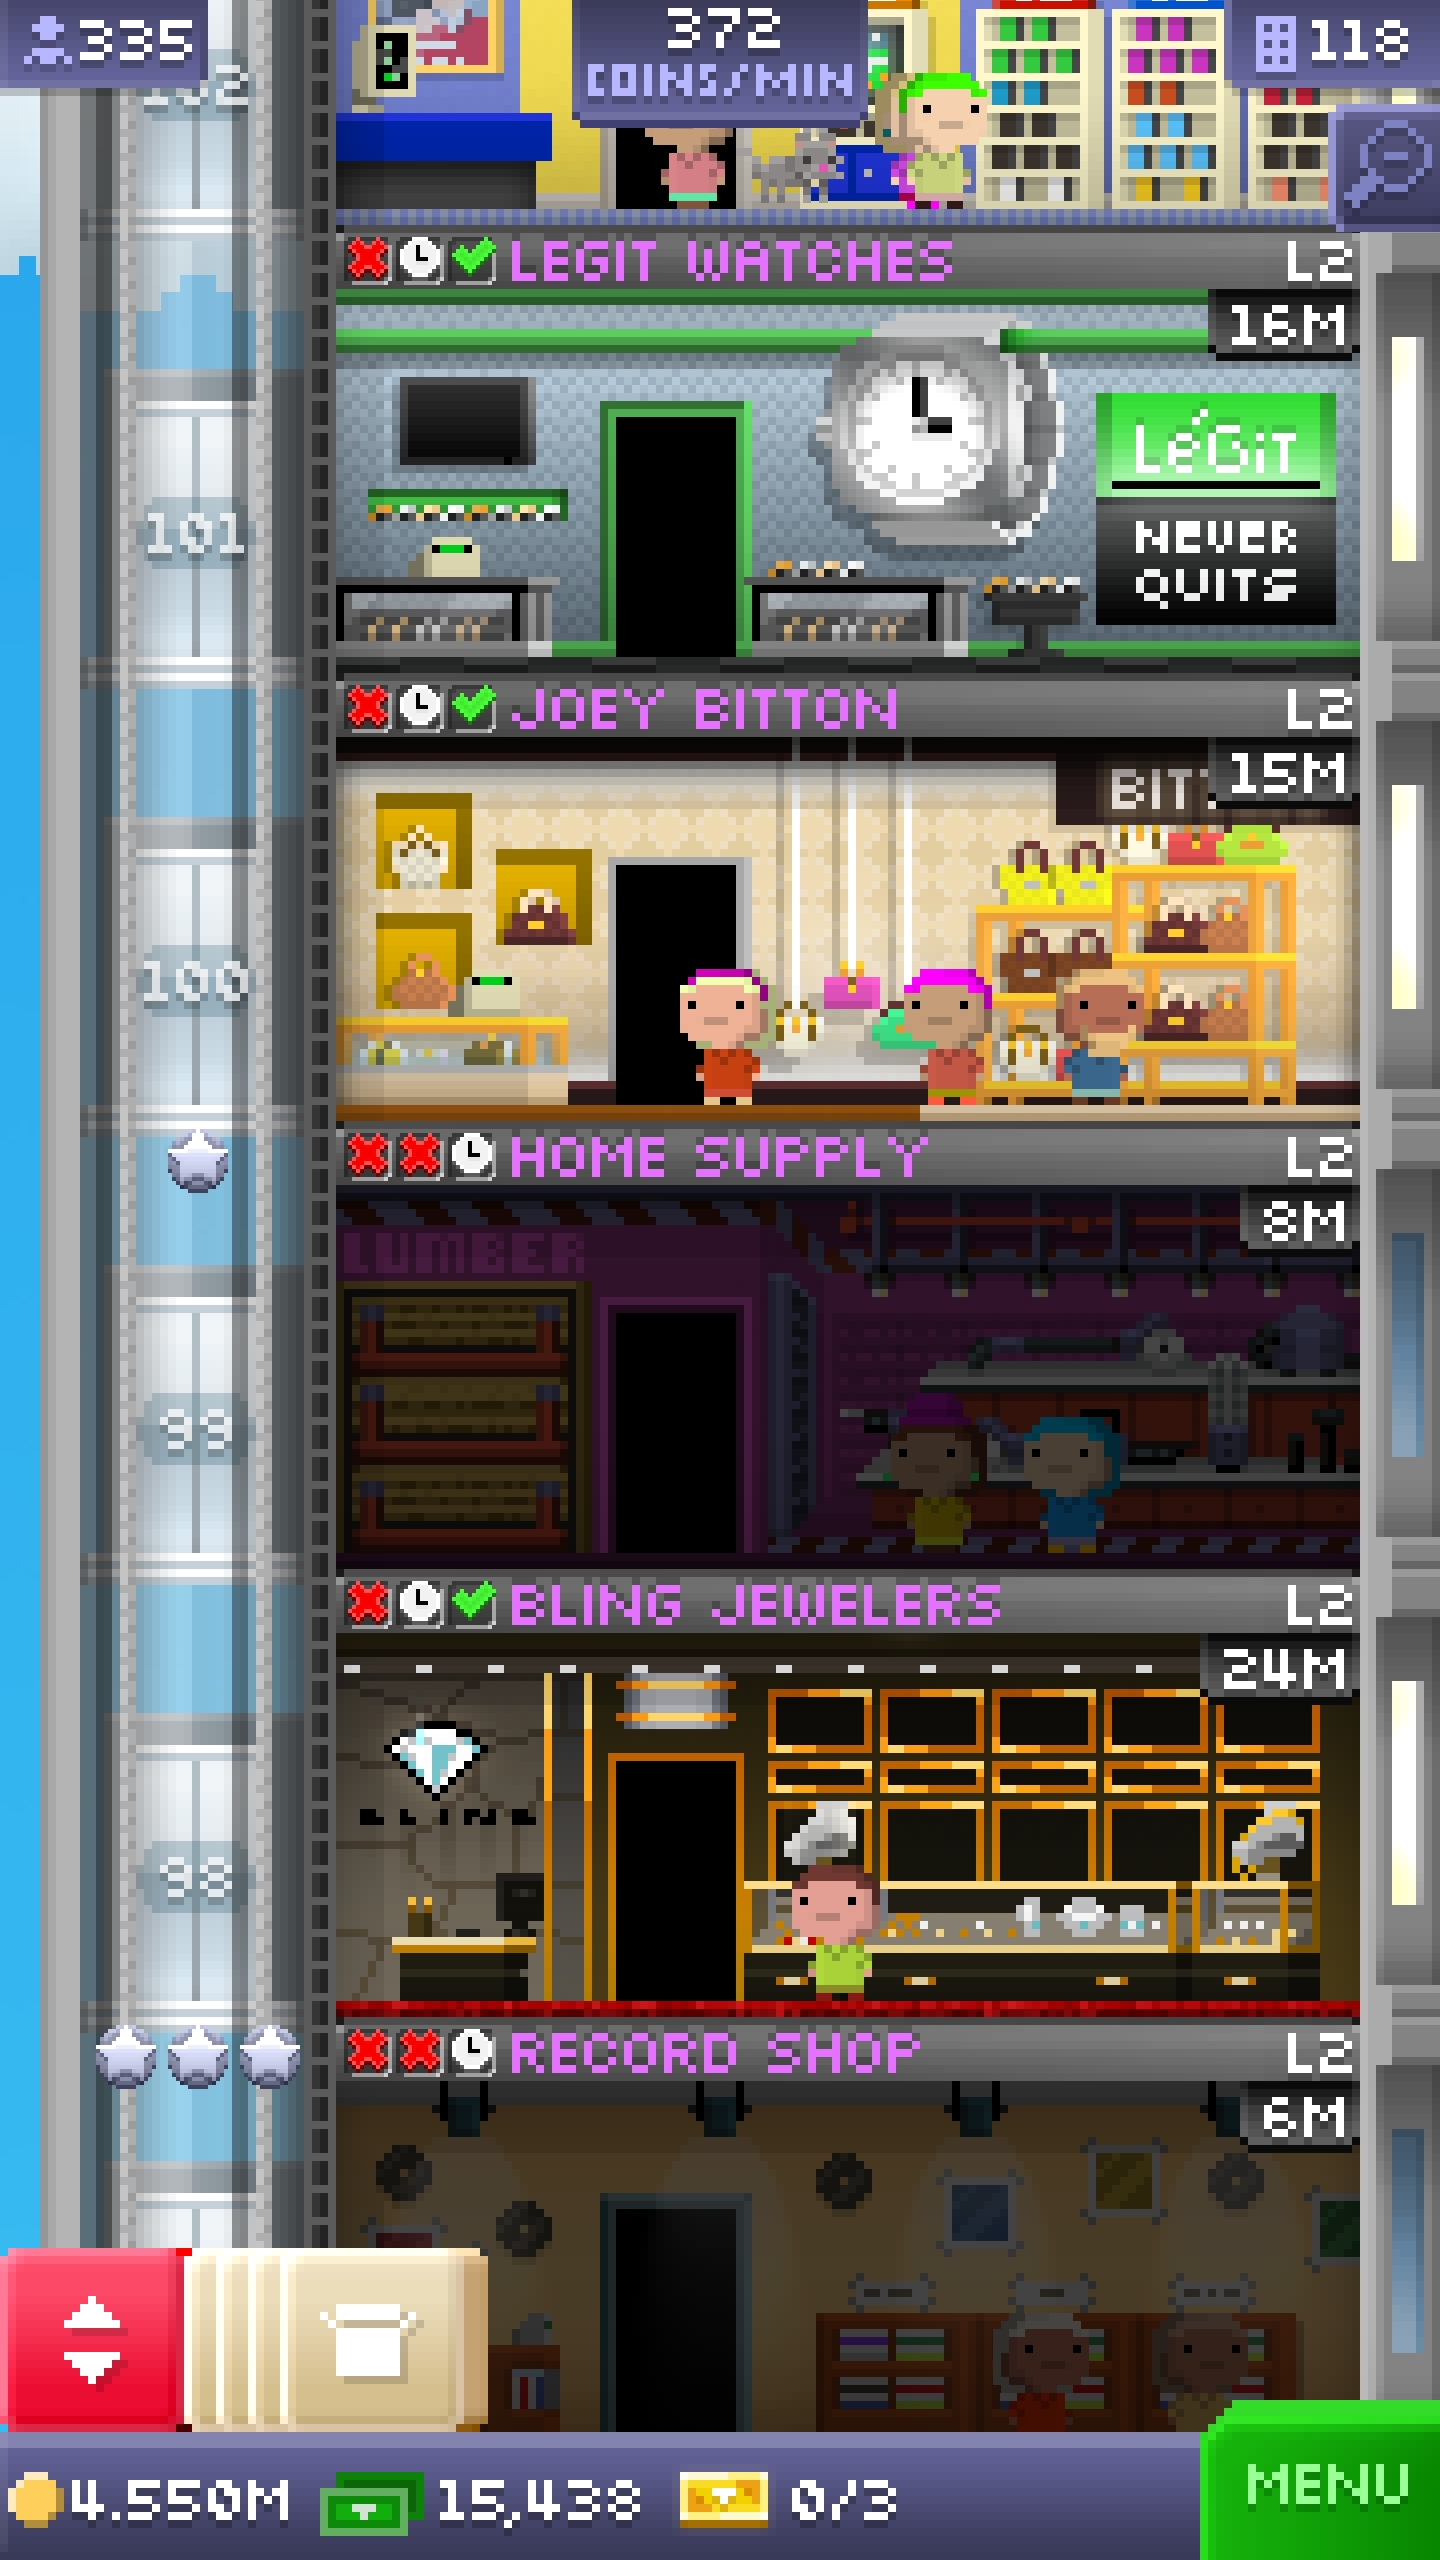 335
372
COINS/MIN
118
LEGIT WATCHES
L2
16M
LéGiT
NEVER
QUITS
101
JOEY BITTON
L2
BIT
15M
100
HOME SUPPLY
L2
8M
LUMBER
99
BLING JEWELERS
L2
24M
98
RECORD SHOP
L2
6M
4.550M
15,438
0/3
MENU